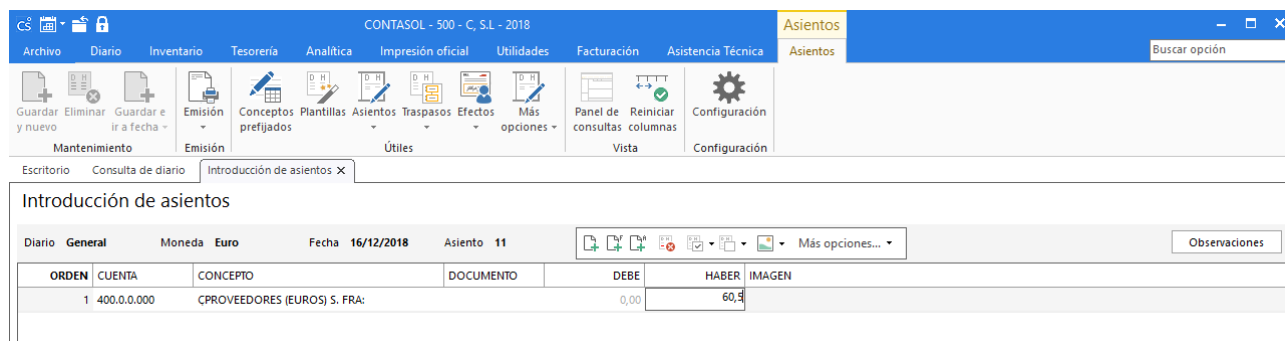 CS CONTASOL - 500 - C, S.L - 2018 Asientos
Archivo Diario Inventario Tesorería Analítica Impresión oficial Utilidades Facturación Asistencia Técnica Asientos Buscar opción
Guardar y nuevo Eliminar Guardar e ir a fecha Emisión Conceptos prefijados Plantillas Asientos Traspasos Efectos Más opciones Panel de consultas Reiniciar columnas Configuración
Mantenimiento Emisión Útiles Vista Configuración
Escritorio Consulta de diario Introducción de asientos X
Introducción de asientos
Diario General Moneda Euro Fecha 16/12/2018 Asiento 11 Más opciones... Observaciones
ORDEN CUENTA CONCEPTO DOCUMENTO DEBE HABER IMAGEN
1 400.0.0.000 ÇPROVEEDORES (EUROS) S. FRA: 0,00 60,5